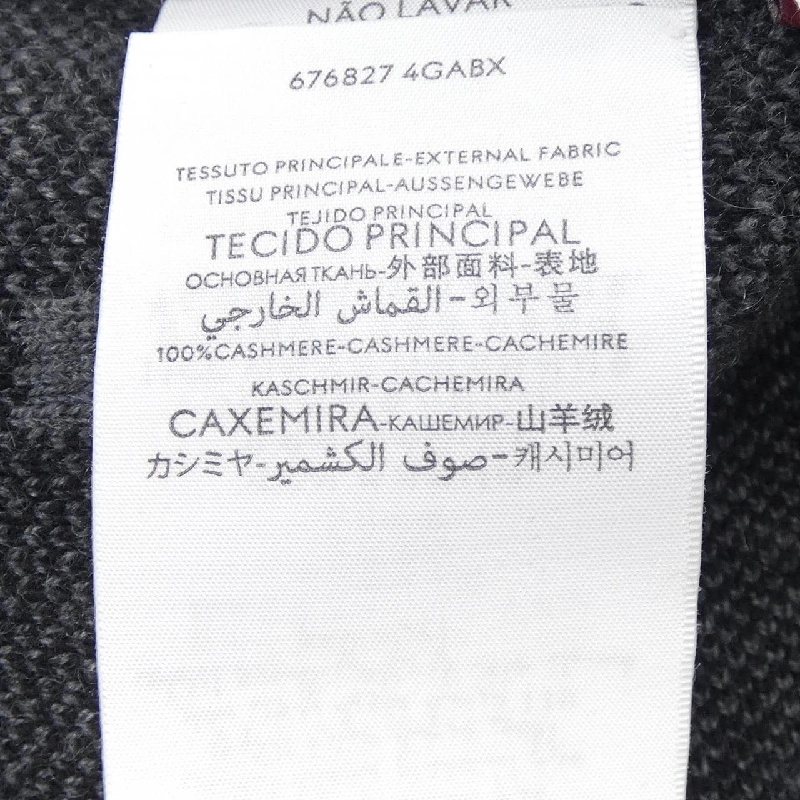 NÃO LAVAR
676827 4GABX
TESSUTO PRINCIPALE-EXTERNAL FABRIC
TISSU PRINCIPAL-AUSSENGEWEBE
TEJIDO PRINCIPAL
TECIDO PRINCIPAL
ОСНОВНАЯ ТКАНЬ-外部面料-表地
القماش الخارجي-외부물
100%CASHMERE-CASHMERE-CACHEMIRE
KASCHMIR-CACHEMIRA
CAXEMIRA-КАШЕМИР-山羊绒
カシミヤ-صوف الكشمير-캐시미어